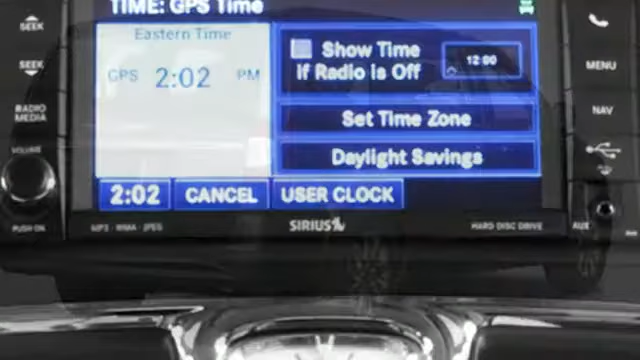 TIME: GPS Time
Eastern Time
GPS 2:02 PM
Show Time
If Radio is Off
12:00
Set Time Zone
Daylight Savings
2:02 CANCEL USER CLOCK
SEEK
SEEK
RADIO
MEDIA
VOLUME
PUSH ON
MP3 · WMA · JPEG
SIRIUS
HARD DISC DRIVE
AUX
MENU
NAV